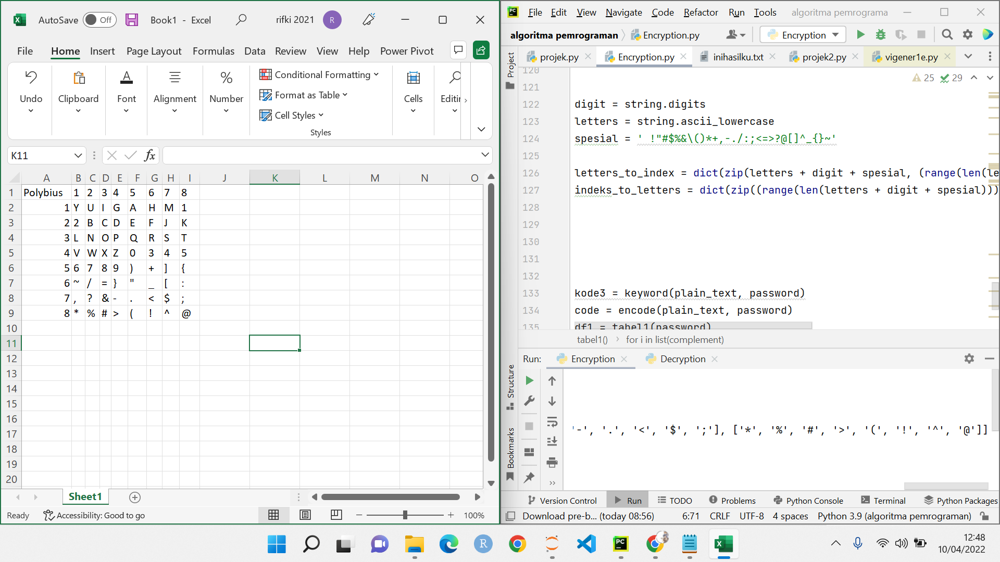 AutoSave Off Book1 - Excel rifki 2021 R
File Home Insert Page Layout Formulas Data Review View Help Power Pivot
Undo Clipboard Font Alignment Number
Conditional Formatting
Format as Table
Cell Styles
Styles
Cells
K11
fx
A B C D E F G H I J K L M N O
1 Polybius 1 2 3 4 5 6 7 8
2 1 Y U I G A H M 1
3 2 2 B C D E F J K
4 3 L N O P Q R S T
5 4 V W X Z 0 3 4 5
6 5 6 7 8 9 ) + ] {
7 6 ~ / = } " _ [ :
8 7 , ? & - . < $ ;
9 8 * % # > ( ! ^ @
10
11
12
13
14
15
16
17
18
19
20
Sheet1
Ready Accessibility: Good to go 100%
PC File Edit View Navigate Code Refactor Run Tools algoritma pemrograma
algoritma pemrograman Encryption.py Encryption
Project
projek.py Encryption.py inihasilku.txt projek2.py vigener1e.py
25 29
120
121
122 digit = string.digits
123 letters = string.ascii_lowercase
124 spesial = ' !"#$%&\()*+,-./:;<=>?@[]^_{}~'
125
126 letters_to_index = dict(zip(letters + digit + spesial, (range(len(le
127 indeks_to_letters = dict(zip((range(len(letters + digit + spesial)))
128
129
130
131
132
133 kode3 = keyword(plain_text, password)
134 code = encode(plain_text, password)
135 df1 = tabel1(password)
tabel1() for i in list(complement)
Run: Encryption Decryption
Structure
Bookmarks
'-', '.', '<', '$', ';'], ['*', '%', '#', '>', '(', '!', '^', '@']]
Version Control Run TODO Problems Python Console Terminal Python Packages
Download pre-b... (today 08:56) 6:71 CRLF UTF-8 4 spaces Python 3.9 (algoritma pemrograman)
R PC
12:48
10/04/2022